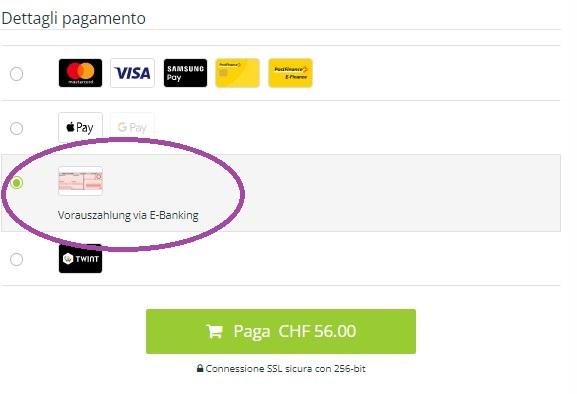 Dettagli pagamento
mastercard VISA SAMSUNG Pay PostFinance PostFinance E-Finance
Pay G Pay
Vorauszahlung via E-Banking
TWINT
Paga CHF 56.00
Connessione SSL sicura con 256-bit